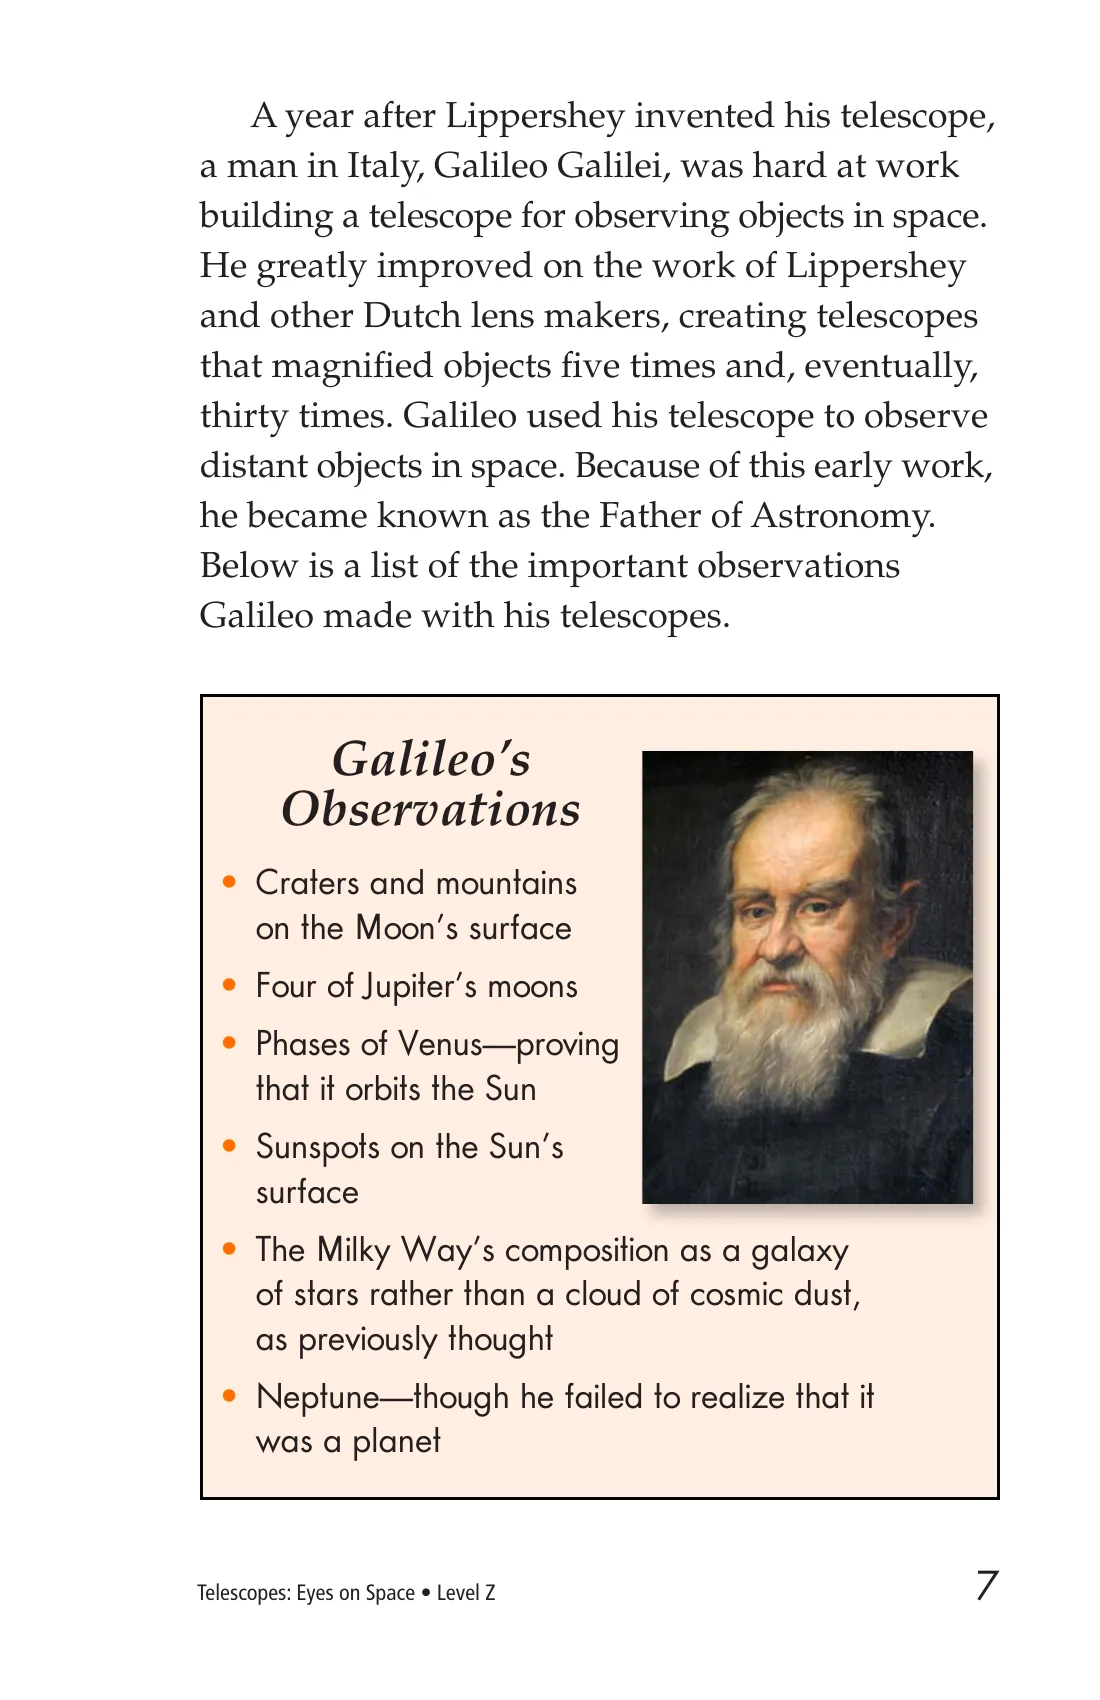 A year after Lippershey invented his telescope,
a man in Italy, Galileo Galilei, was hard at work
building a telescope for observing objects in space.
He greatly improved on the work of Lippershey
and other Dutch lens makers, creating telescopes
that magnified objects five times and, eventually,
thirty times. Galileo used his telescope to observe
distant objects in space. Because of this early work,
he became known as the Father of Astronomy.
Below is a list of the important observations
Galileo made with his telescopes.
Galileo’s
Observations
• Craters and mountains
on the Moon’s surface
• Four of Jupiter’s moons
• Phases of Venus—proving
that it orbits the Sun
• Sunspots on the Sun’s
surface
• The Milky Way’s composition as a galaxy
of stars rather than a cloud of cosmic dust,
as previously thought
• Neptune—though he failed to realize that it
was a planet
Telescopes: Eyes on Space • Level Z
7